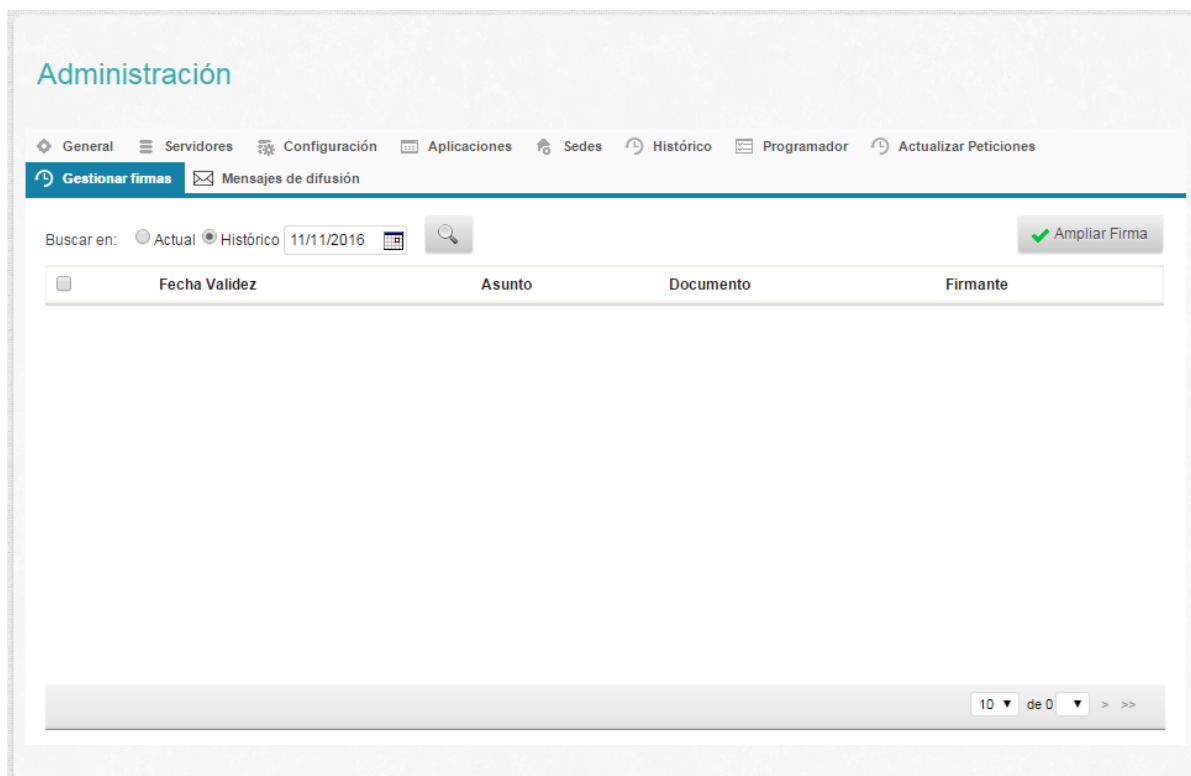 Administración
General Servidores Configuración Aplicaciones Sedes Histórico Programador Actualizar Peticiones
Gestionar firmas Mensajes de difusión
Buscar en: Actual Histórico 11/11/2016 Ampliar Firma
Fecha Validez Asunto Documento Firmante
10 de 0 > >>